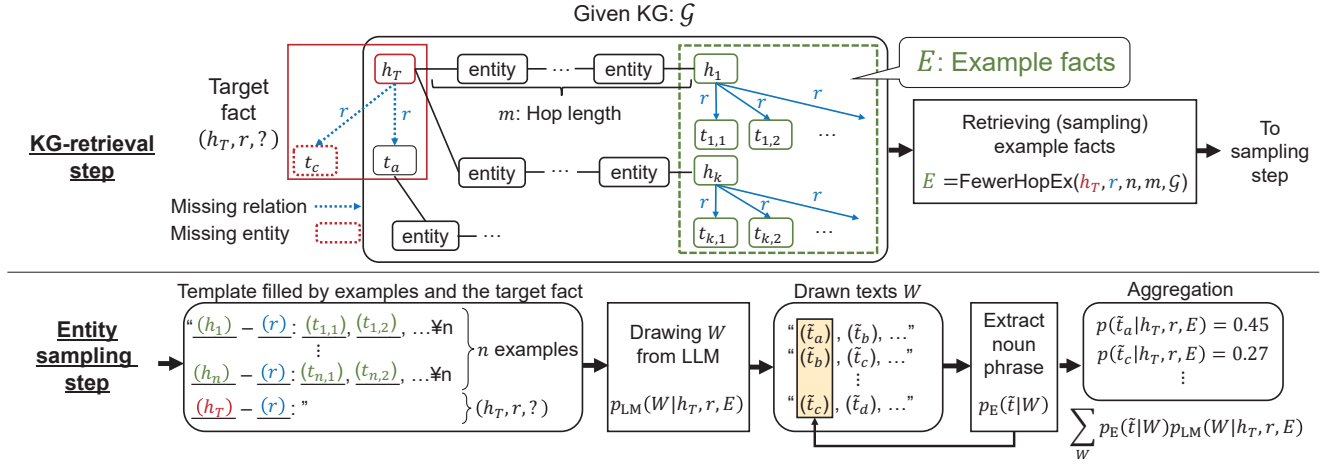 Given KG: 𝒢
h_T
entity
...
entity
h_1
E: Example facts
Target
fact
(h_T, r, ?)
r
r
m: Hop length
r
r
r
t_c
t_a
t_{1,1}
t_{1,2}
...
KG-retrieval
step
Retrieving (sampling)
example facts
E =FewerHopEx(h_T, r, n, m, 𝒢)
To
sampling
step
entity
...
entity
h_k
r
r
r
t_{k,1}
t_{k,2}
...
Missing relation
Missing entity
entity
...
Entity
sampling
step
Template filled by examples and the target fact
“ (h_1) – (r): (t_{1,1}), (t_{1,2}), …¥n
⋮
(h_n) – (r): (t_{n,1}), (t_{n,2}), …¥n
(h_T) – (r): ”
n examples
(h_T, r, ?)
Drawing W
from LLM
p_LM(W|h_T, r, E)
Drawn texts W
“ (t̃_a), (t̃_b), …”
“ (t̃_b), (t̃_c), …”
⋮
“ (t̃_c), (t̃_d), …”
Extract
noun
phrase
p_E(t̃|W)
Aggregation
p(t̃_a|h_T, r, E) = 0.45
p(t̃_c|h_T, r, E) = 0.27
⋮
∑_W p_E(t̃|W)p_LM(W|h_T, r, E)